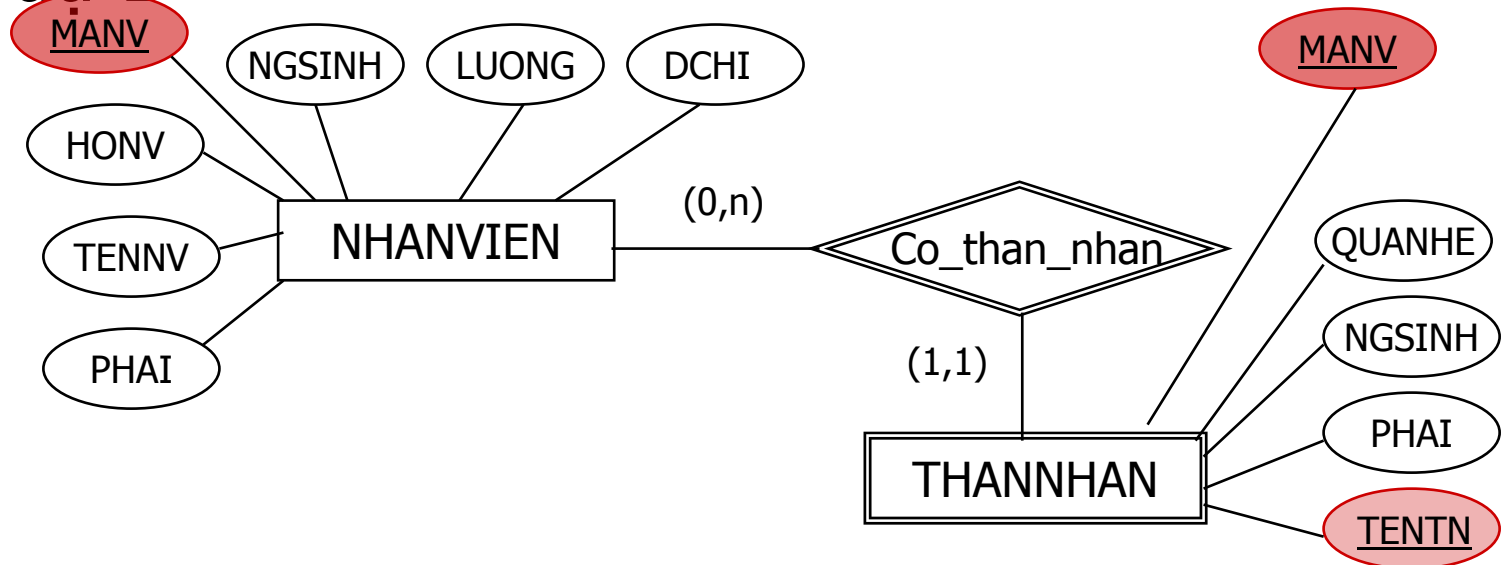 MANV
NGSINH
LUONG
DCHI
MANV
HONV
TENNV
PHAI
NHANVIEN
(0,n)
Co_than_nhan
QUANHE
NGSINH
(1,1)
PHAI
THANNHAN
TENTN